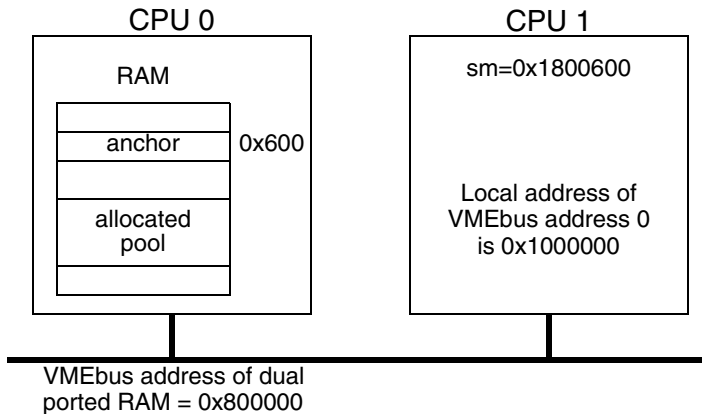 CPU 0
CPU 1
RAM
anchor
0x600
allocated
pool
sm=0x1800600
Local address of
VMEbus address 0
is 0x1000000
VMEbus address of dual
ported RAM = 0x800000